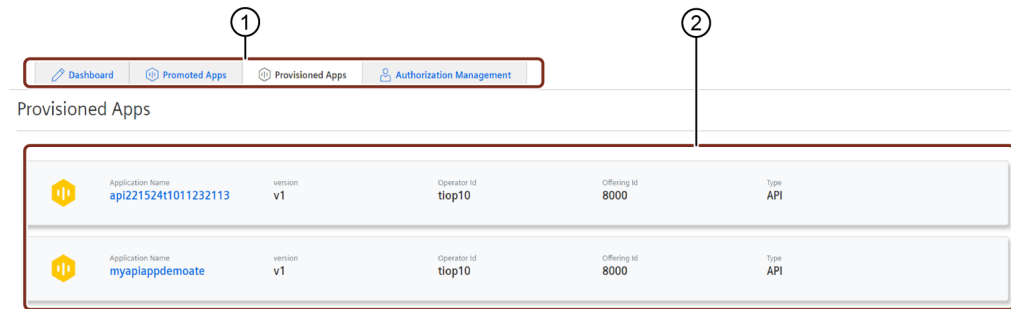 1
2
Dashboard Promoted Apps Provisioned Apps Authorization Management
Provisioned Apps
Application Name version Operator Id Offering Id Type
api221524t1011232113 v1 tiop10 8000 API
Application Name version Operator Id Offering Id Type
myapiappdemoate v1 tiop10 8000 API